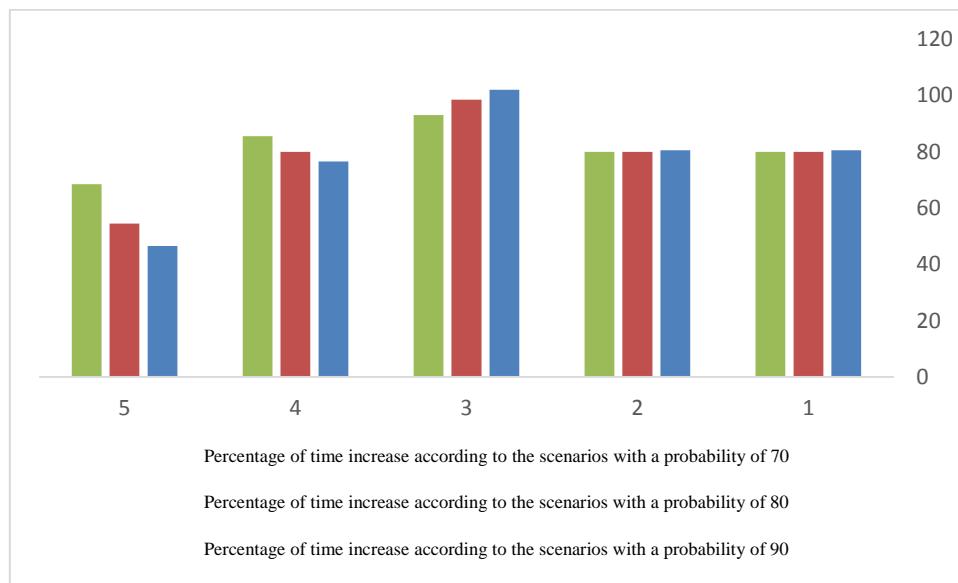 120
100
80
60
40
20
0
5 4 3 2 1
Percentage of time increase according to the scenarios with a probability of 70
Percentage of time increase according to the scenarios with a probability of 80
Percentage of time increase according to the scenarios with a probability of 90